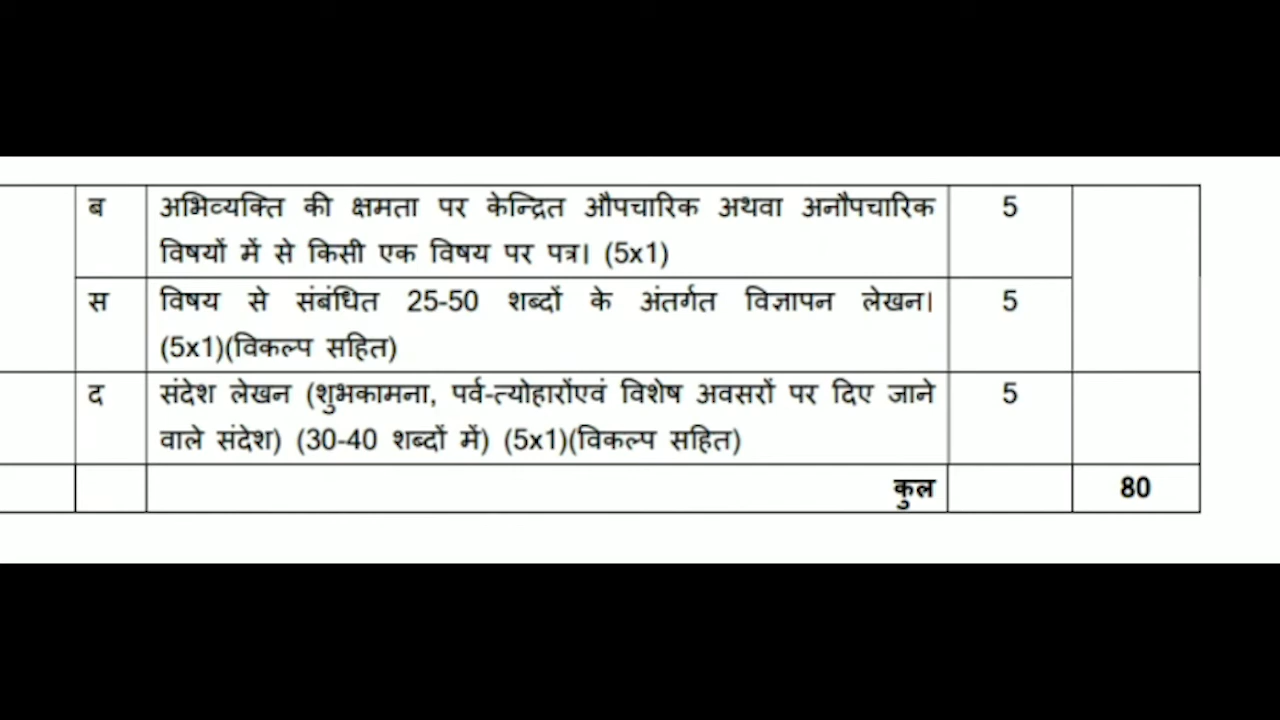 ब अभिव्यक्ति की क्षमता पर केन्द्रित औपचारिक अथवा अनौपचारिक 5
विषयों में से किसी एक विषय पर पत्र। (5x1)
स विषय से संबंधित 25-50 शब्दों के अंतर्गत विज्ञापन लेखन। 5
(5x1)(विकल्प सहित)
द संदेश लेखन (शुभकामना, पर्व-त्योहारोंएवं विशेष अवसरों पर दिए जाने 5
वाले संदेश) (30-40 शब्दों में) (5x1)(विकल्प सहित)
कुल 80